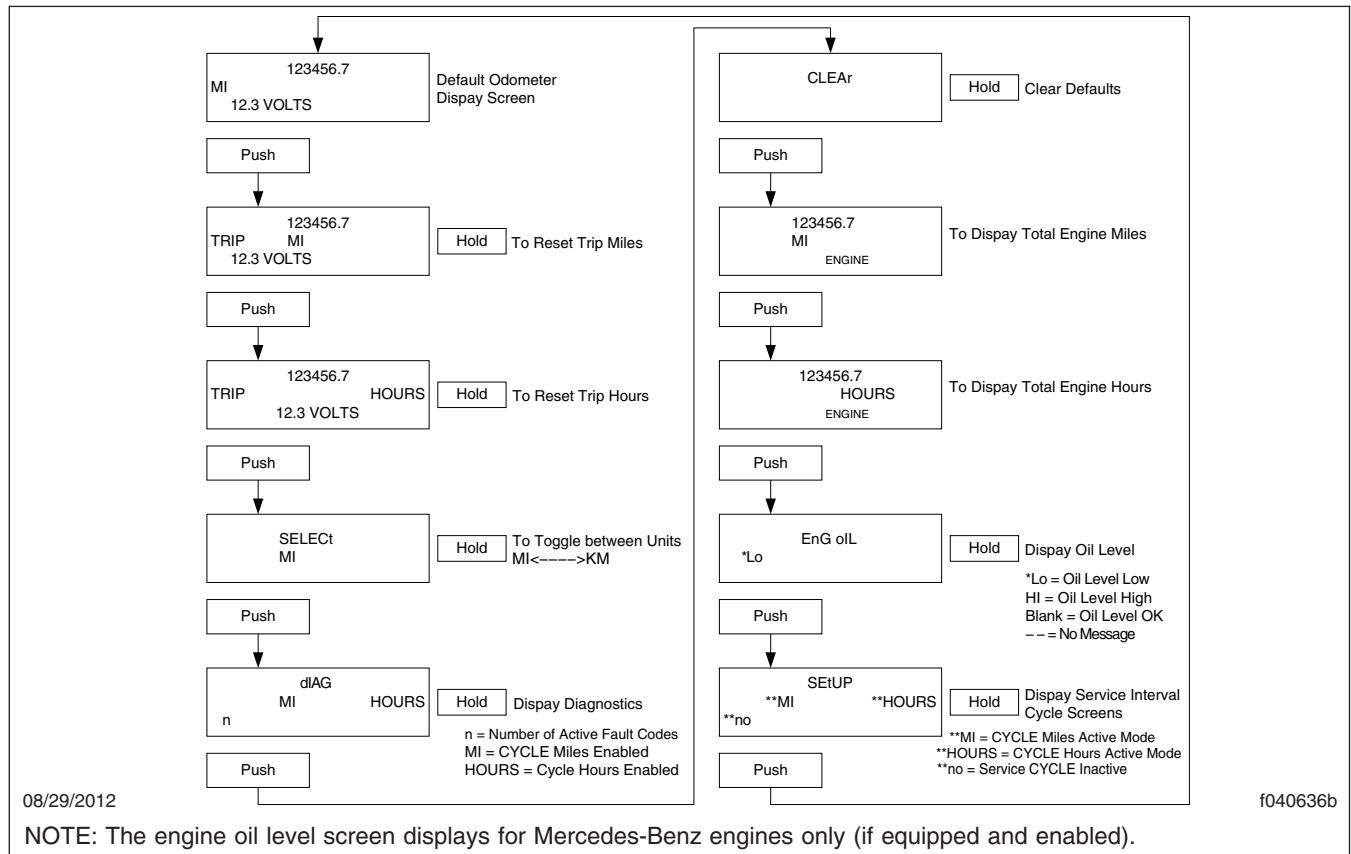 123456.7
MI
12.3 VOLTS
Default Odometer
Dispay Screen
Push
123456.7
TRIP MI
12.3 VOLTS
Hold
To Reset Trip Miles
Push
123456.7
TRIP HOURS
12.3 VOLTS
Hold
To Reset Trip Hours
Push
SELECt
MI
Hold
To Toggle between Units
MI<---->KM
Push
dIAG
MI HOURS
n
Hold
Dispay Diagnostics
n = Number of Active Fault Codes
MI = CYCLE Miles Enabled
HOURS = Cycle Hours Enabled
Push
CLEAr
Hold
Clear Defaults
Push
123456.7
MI
ENGINE
To Dispay Total Engine Miles
Push
123456.7
HOURS
ENGINE
To Dispay Total Engine Hours
Push
EnG oIL
*Lo
Hold
Dispay Oil Level
*Lo = Oil Level Low
HI = Oil Level High
Blank = Oil Level OK
– – = No Message
Push
SEtUP
**MI **HOURS
**no
Hold
Dispay Service Interval
Cycle Screens
**MI = CYCLE Miles Active Mode
**HOURS = CYCLE Hours Active Mode
**no = Service CYCLE Inactive
Push
08/29/2012
f040636b
NOTE: The engine oil level screen displays for Mercedes-Benz engines only (if equipped and enabled).